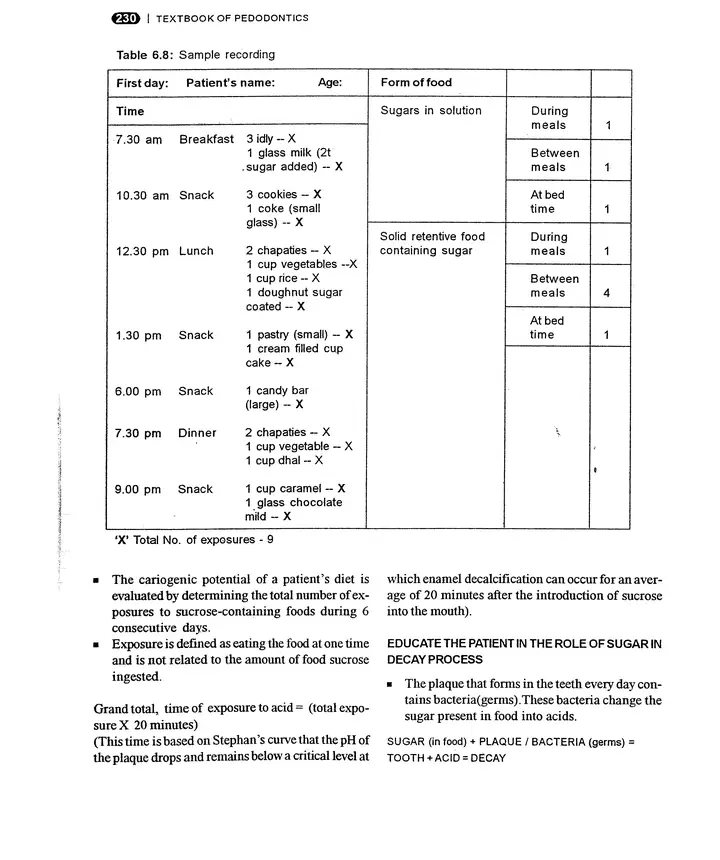 230 | TEXTBOOK OF PEDODONTICS
Table 6.8: Sample recording
First day: Patient's name: Age: Form of food
Time
7.30 am Breakfast 3 idly -- X
1 glass milk (2t
sugar added) -- X
10.30 am Snack 3 cookies -- X
1 coke (small
glass) -- X
12.30 pm Lunch 2 chapaties -- X
1 cup vegetables --X
1 cup rice -- X
1 doughnut sugar
coated -- X
1.30 pm Snack 1 pastry (small) -- X
1 cream filled cup
cake -- X
6.00 pm Snack 1 candy bar
(large) -- X
7.30 pm Dinner 2 chapaties -- X
1 cup vegetable -- X
1 cup dhal -- X
9.00 pm Snack 1 cup caramel -- X
1 glass chocolate
mild -- X
Sugars in solution During
meals 1
Between
meals 1
At bed
time 1
Solid retentive food During
containing sugar meals 1
Between
meals 4
At bed
time 1
'X' Total No. of exposures - 9
■ The cariogenic potential of a patient's diet is
evaluated by determining the total number of ex-
posures to sucrose-containing foods during 6
consecutive days.
■ Exposure is defined as eating the food at one time
and is not related to the amount of food sucrose
ingested.
Grand total, time of exposure to acid = (total expo-
sure X 20 minutes)
(This time is based on Stephan's curve that the pH of
the plaque drops and remains below a critical level at
which enamel decalcification can occur for an aver-
age of 20 minutes after the introduction of sucrose
into the mouth).
EDUCATE THE PATIENT IN THE ROLE OF SUGAR IN
DECAY PROCESS
■ The plaque that forms in the teeth every day con-
tains bacteria(germs).These bacteria change the
sugar present in food into acids.
SUGAR (in food) + PLAQUE / BACTERIA (germs) =
TOOTH + ACID = DECAY